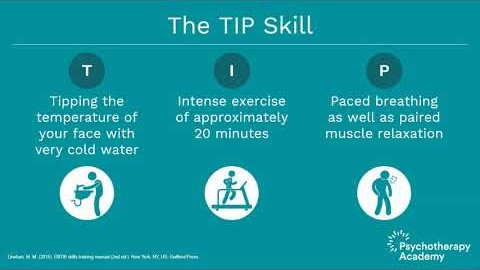 The TIP Skill
T
I
P
Tipping the
temperature of
your face with
very cold water
Intense exercise
of approximately
20 minutes
Paced breathing
as well as paired
muscle relaxation
Linehan, M. M. (2015). DBT® skills training manual (2nd ed.). New York, NY, US: Guilford Press.
Psychotherapy
Academy